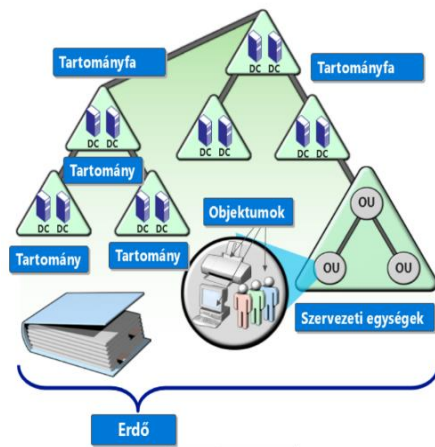 Tartományfa
DC DC
Tartományfa
DC DC
DC DC
DC DC
Tartomány
DC DC
DC DC
Objektumok
OU
OU
OU
Tartomány
Tartomány
Szervezeti egységek
Erdő